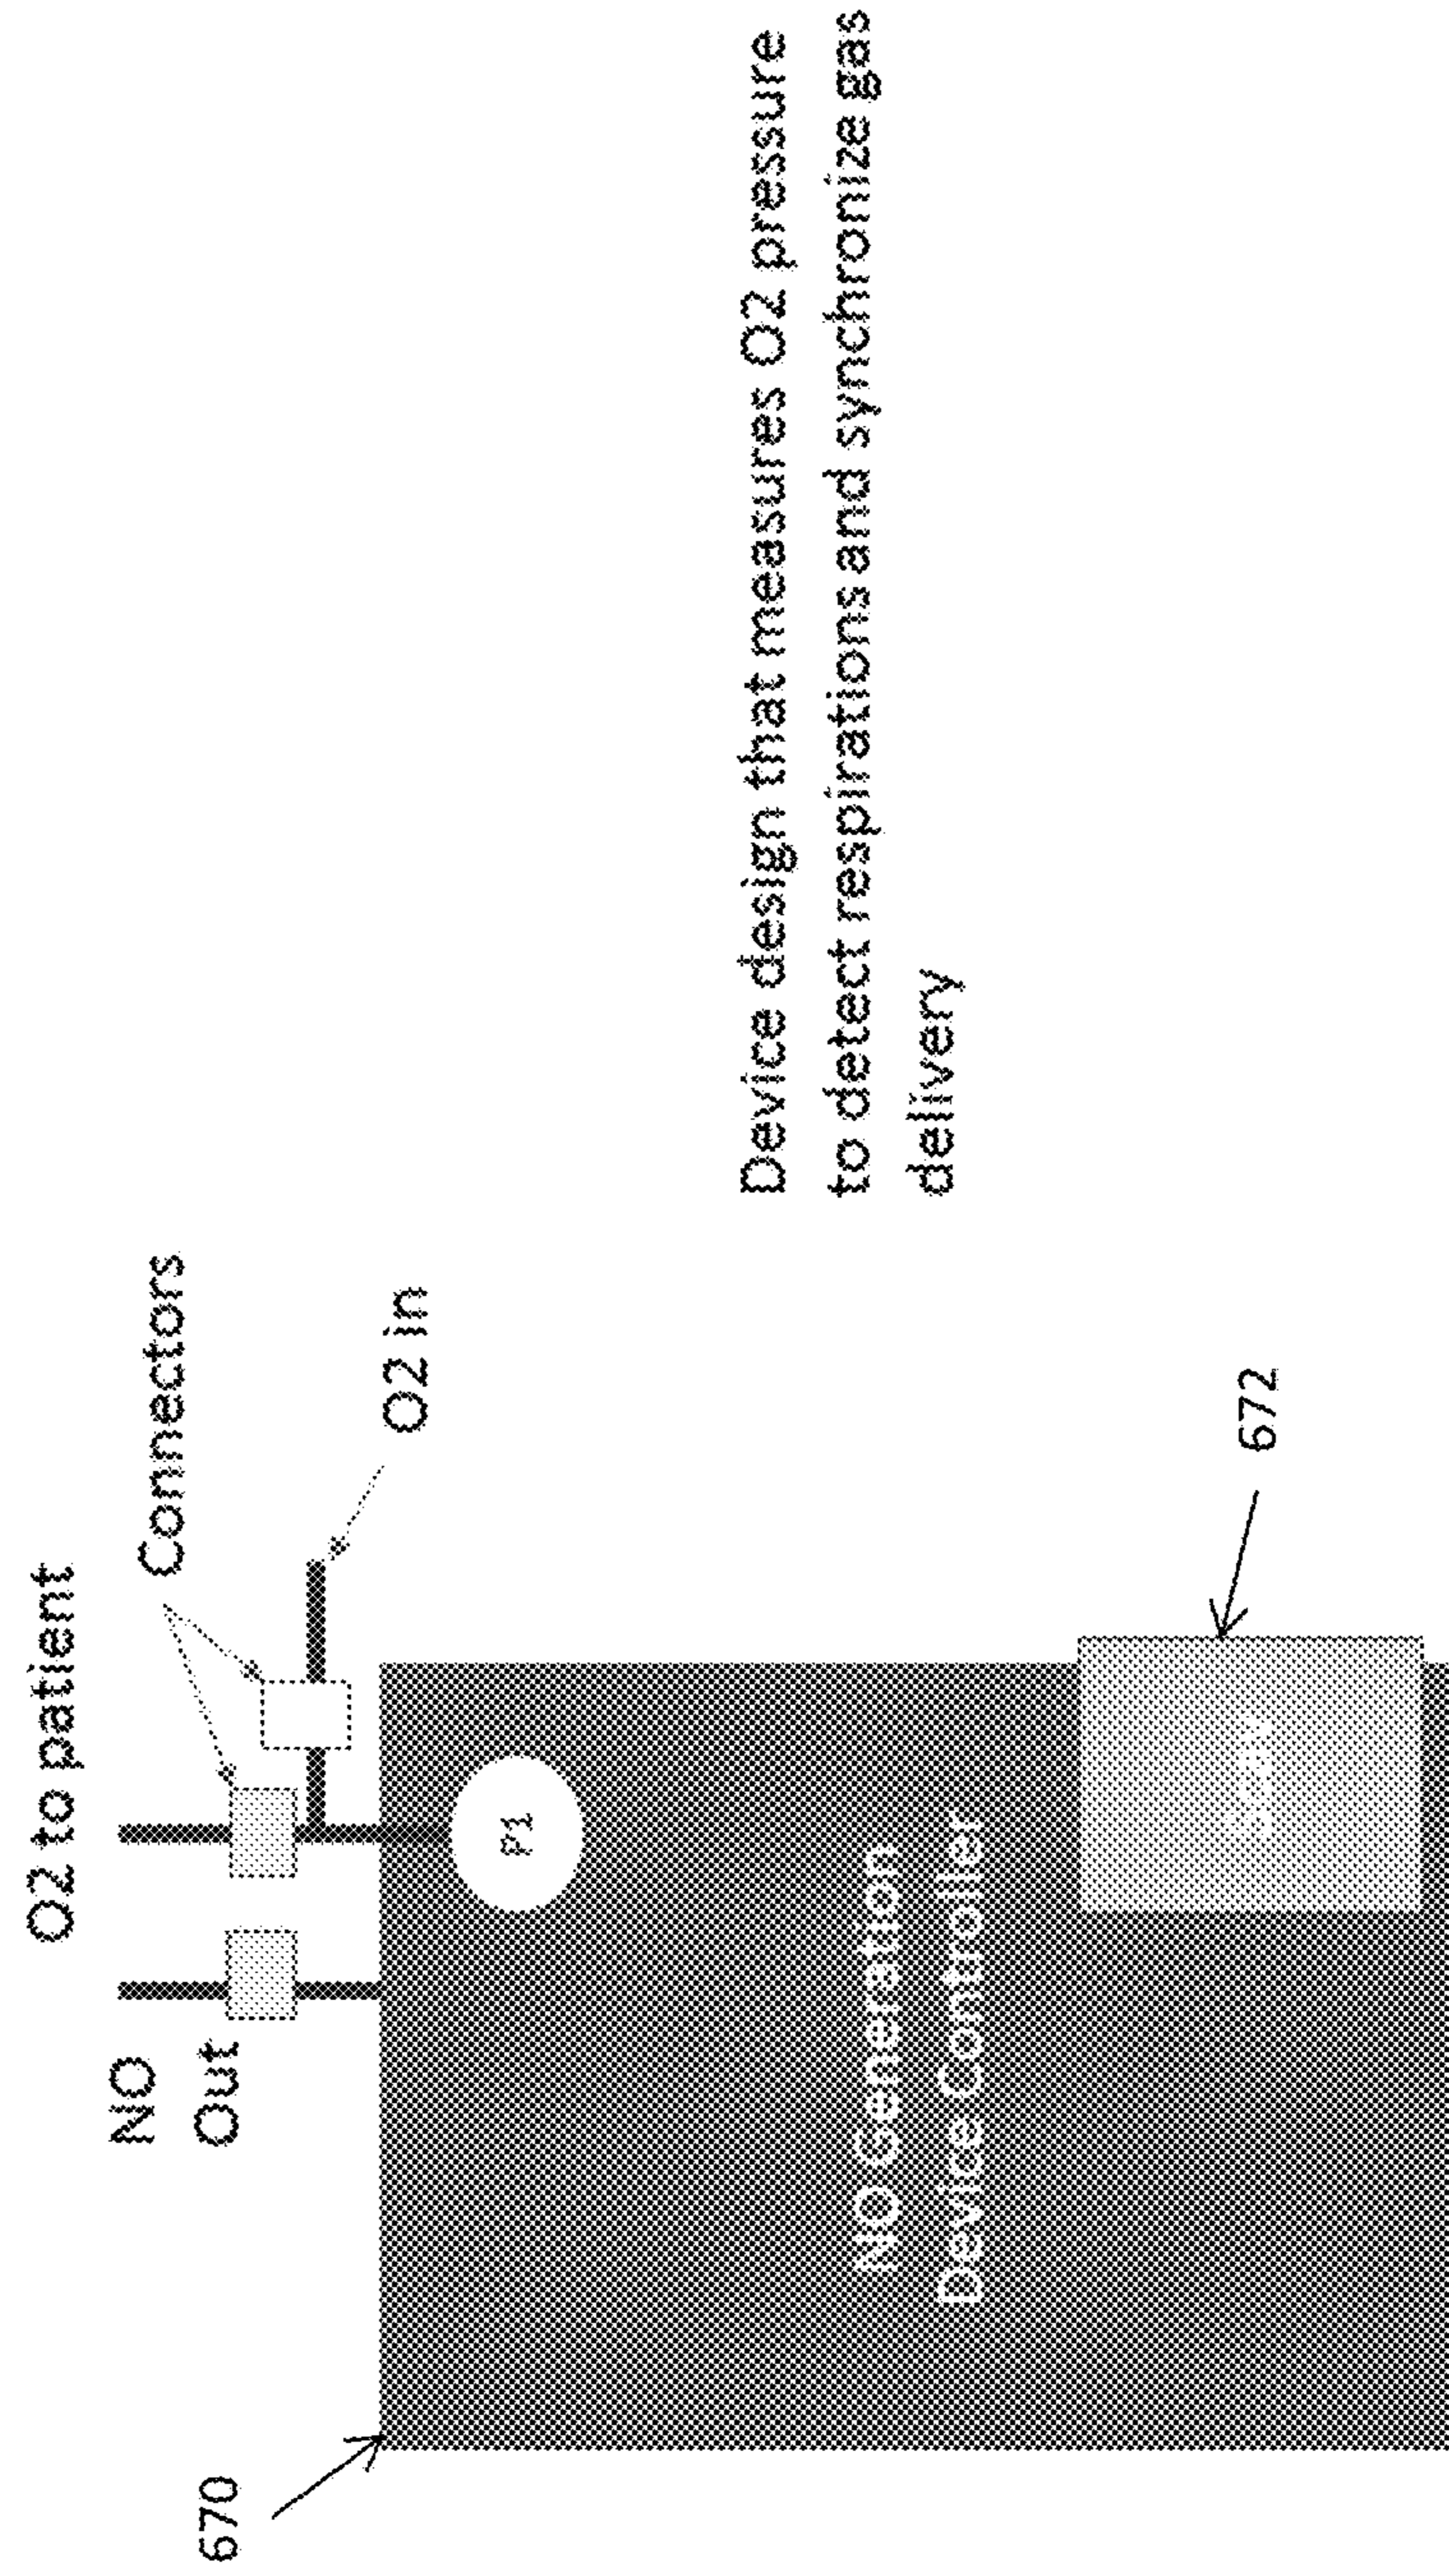 O2 to patient
NO
Out
Connectors
670
O2 in
P1
NO Generation
Device Controller
Device design that measures O2 pressure
to detect respirations and synchronize gas
delivery
672